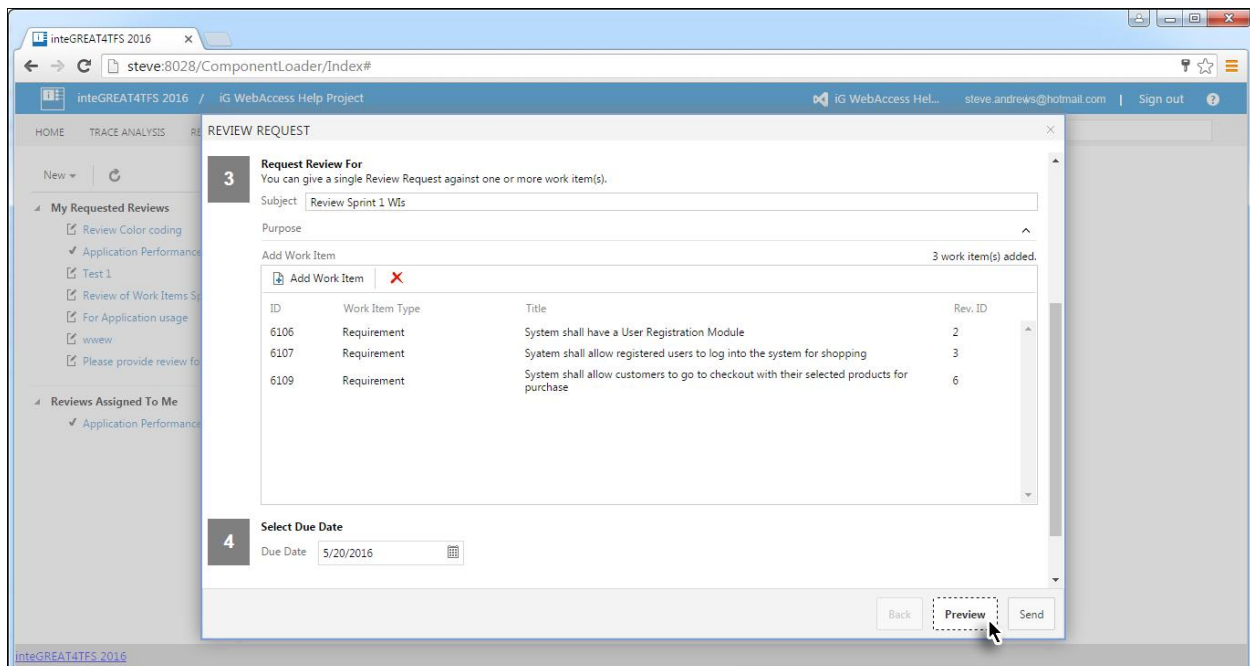 inteGREAT4TFS 2016
steve:8028/ComponentLoader/Index#
inteGREAT4TFS 2016 / iG WebAccess Help Project
iG WebAccess Hel... steve.andrews@hotmail.com | Sign out
HOME TRACE ANALYSIS RE
REVIEW REQUEST
New
My Requested Reviews
Review Color coding
Application Performance
Test 1
Review of Work Items Sp
For Application usage
wwew
Please provide review fo
Reviews Assigned To Me
Application Performance
3
Request Review For
You can give a single Review Request against one or more work item(s).
Subject Review Sprint 1 WIs
Purpose
Add Work Item 3 work item(s) added.
Add Work Item
ID Work Item Type Title Rev. ID
6106 Requirement System shall have a User Registration Module 2
6107 Requirement Syatem shall allow registered users to log into the system for shopping 3
6109 Requirement System shall allow customers to go to checkout with their selected products for purchase 6
4
Select Due Date
Due Date 5/20/2016
Back Preview Send
inteGREAT4TFS 2016